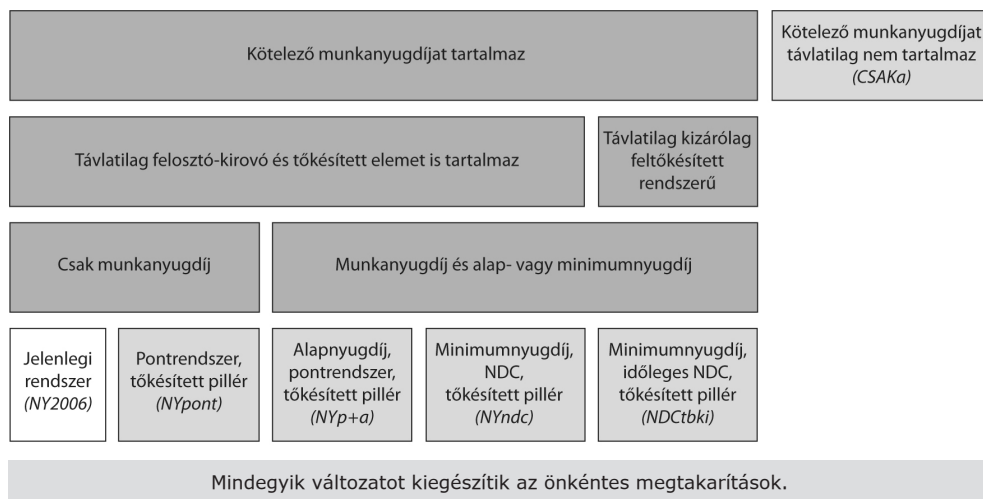 Kötelező munkanyugdíjat tartalmaz
Kötelező munkanyugdíjat
távlatilag nem tartalmaz
(CSAKa)
Távlatilag felosztó-kirovó és tőkésített elemet is tartalmaz
Távlatilag kizárólag
feltőkésített
rendszerű
Csak munkanyugdíj
Munkanyugdíj és alap- vagy minimumnyugdíj
Jelenlegi
rendszer
(NY2006)
Pontrendszer,
tőkésített pillér
(NYpont)
Alapnyugdíj,
pontrendszer,
tőkésített pillér
(NYp+a)
Minimumnyugdíj,
NDC,
tőkésített pillér
(NYndc)
Minimumnyugdíj,
időleges NDC,
tőkésített pillér
(NDCtbki)
Mindegyik változatot kiegészítik az önkéntes megtakarítások.